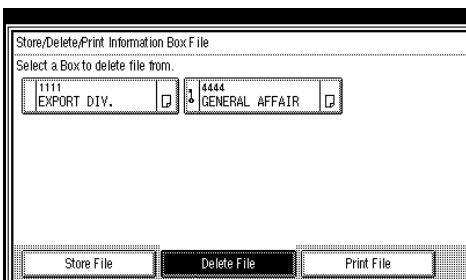 Store/Delete/Print Information Box File
Select a Box to delete file from.
1111
EXPORT DIV.
4444
GENERAL AFFAIR
Store File
Delete File
Print File